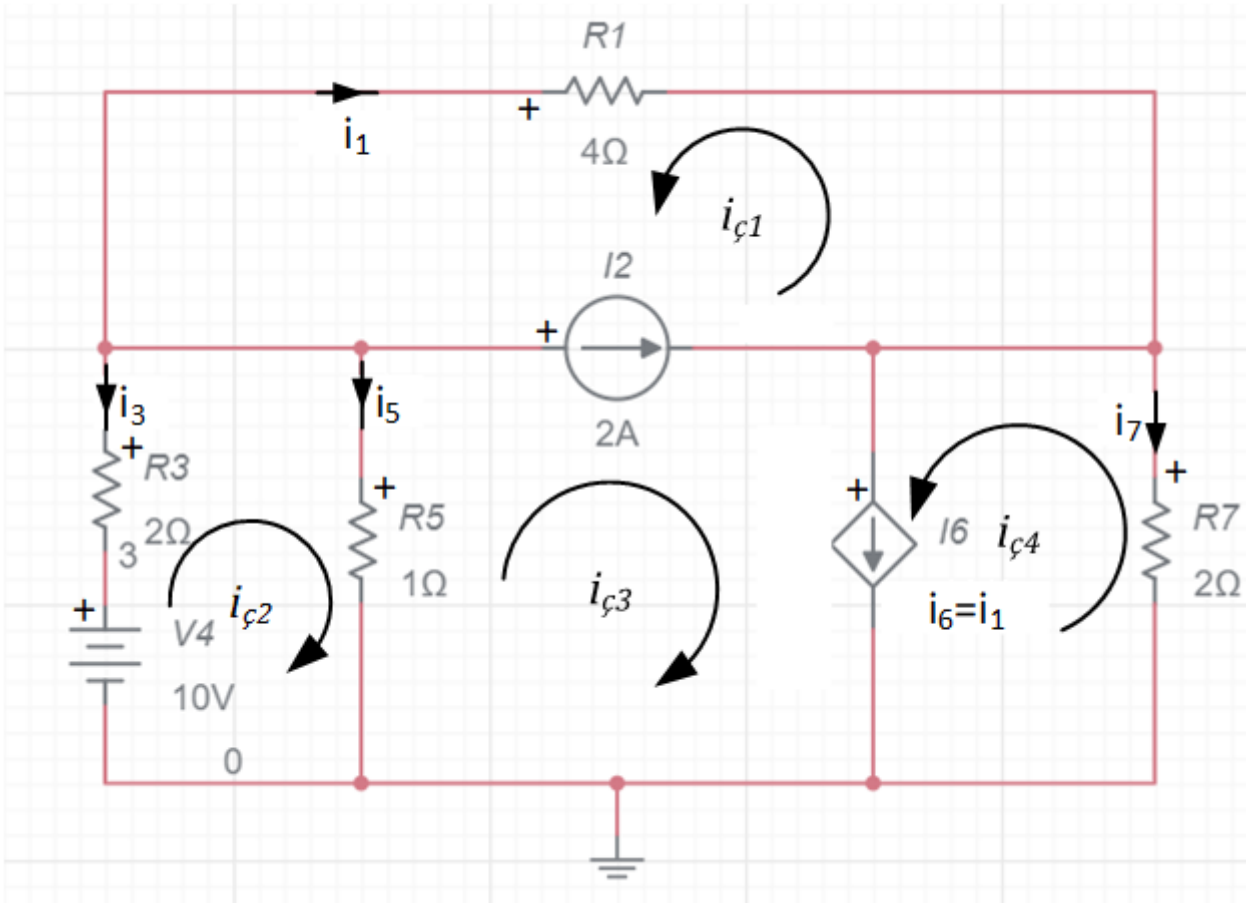 R1
+
i₁
4Ω
iç1
I2
+
2A
i₃
+
R3
2Ω
3
i₅
+
R5
1Ω
i₇
+
R7
2Ω
+
I6
i₆=i₁
iç4
iç2
iç3
+
V4
10V
0